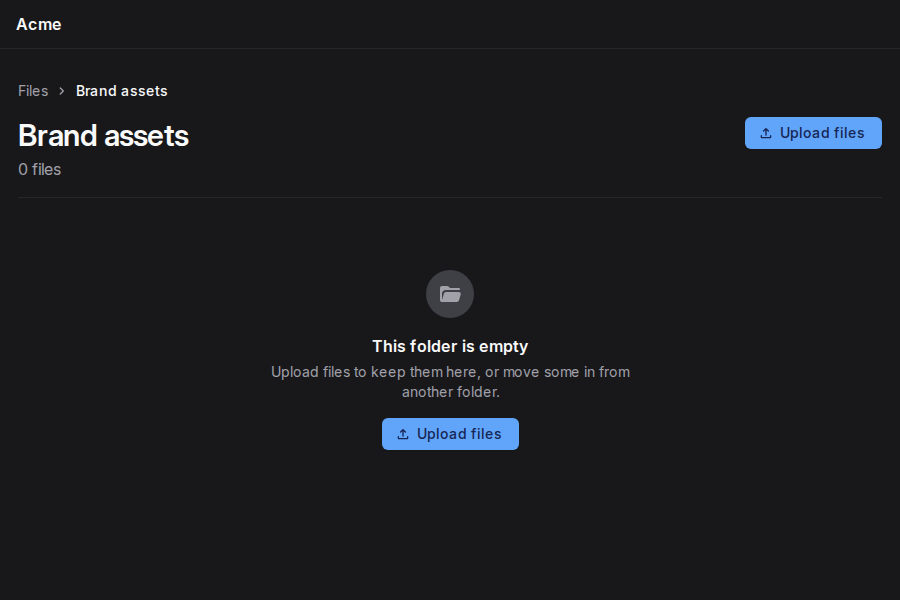 Acme
Files
Brand assets
Brand assets
Upload files
0 files
This folder is empty
Upload files to keep them here, or move some in from
another folder.
Upload files